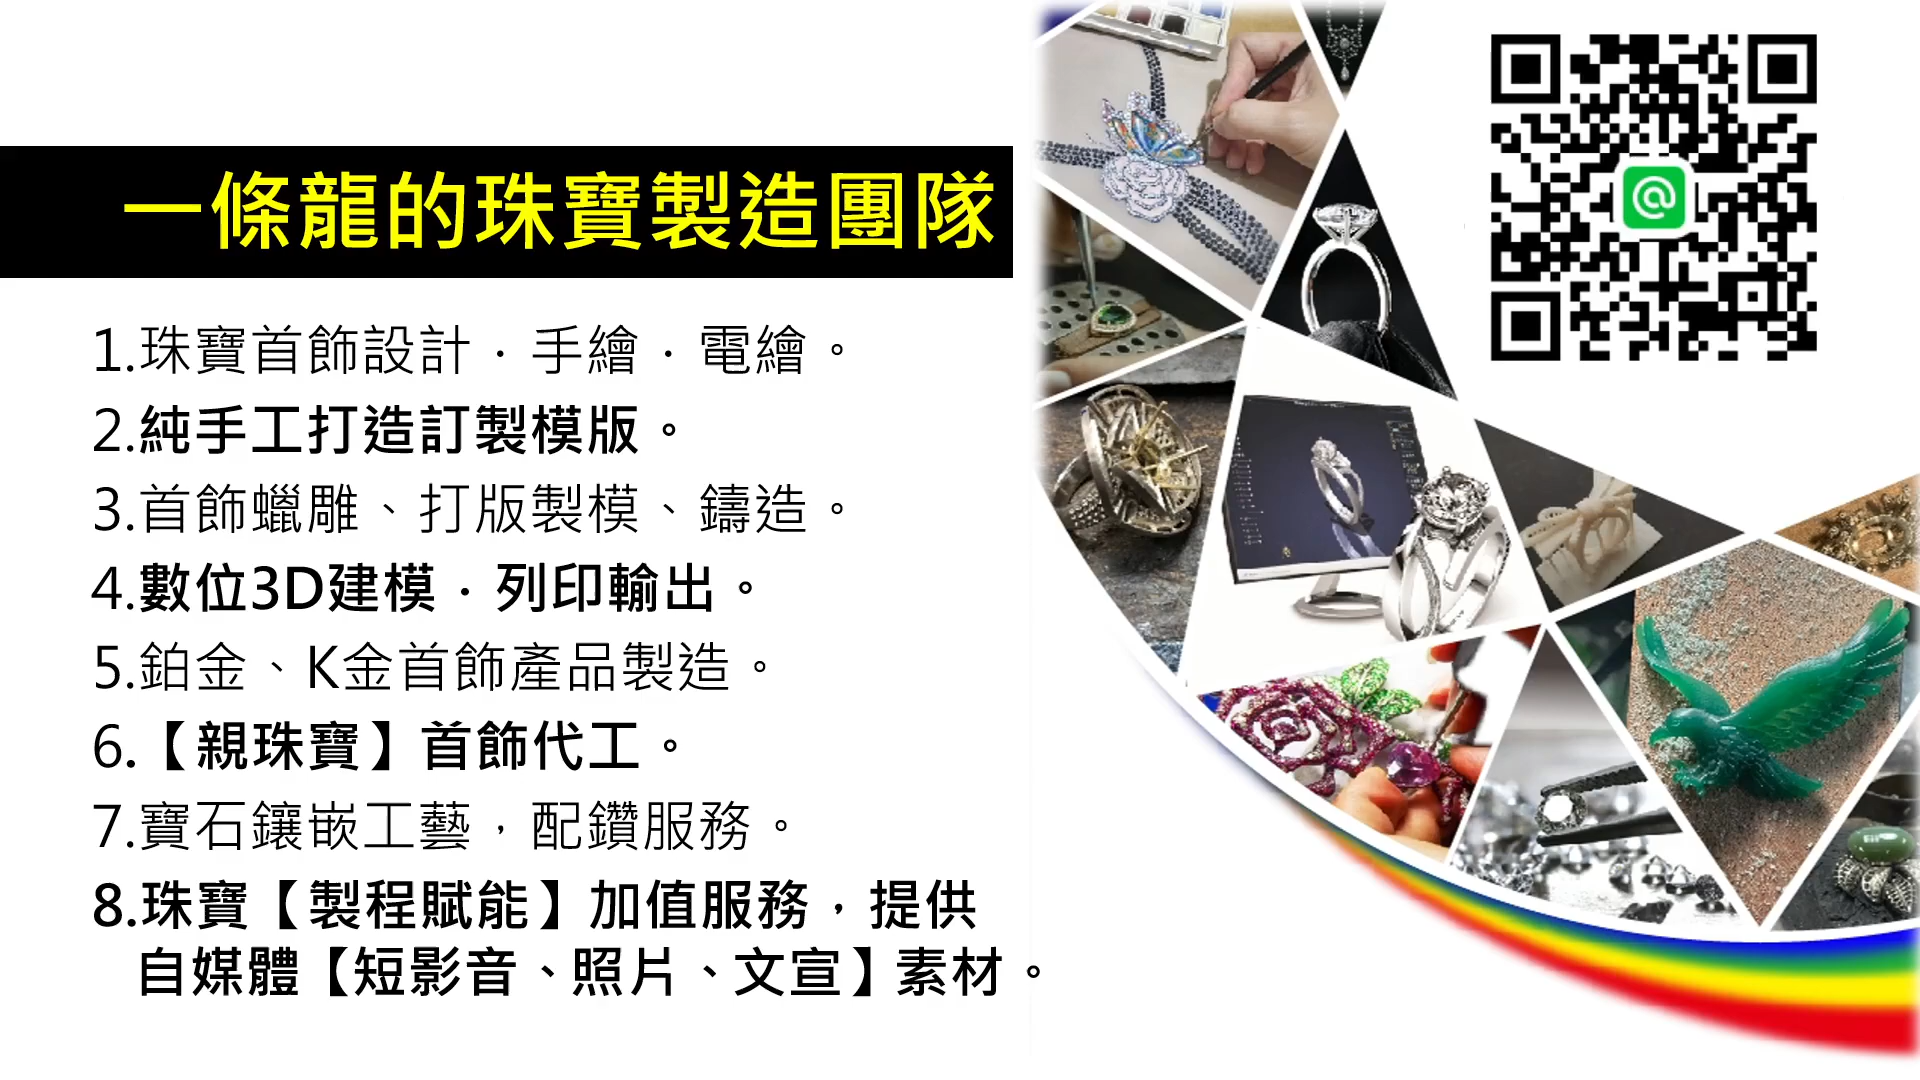 一條龍的珠寶製造團隊
1.珠寶首飾設計．手繪．電繪。
2.純手工打造訂製模版。
3.首飾蠟雕、打版製模、鑄造。
4.數位3D建模．列印輸出。
5.鉑金、K金首飾產品製造。
6.【親珠寶】首飾代工。
7.寶石鑲嵌工藝，配鑽服務。
8.珠寶【製程賦能】加值服務，提供
自媒體【短影音、照片、文宣】素材。